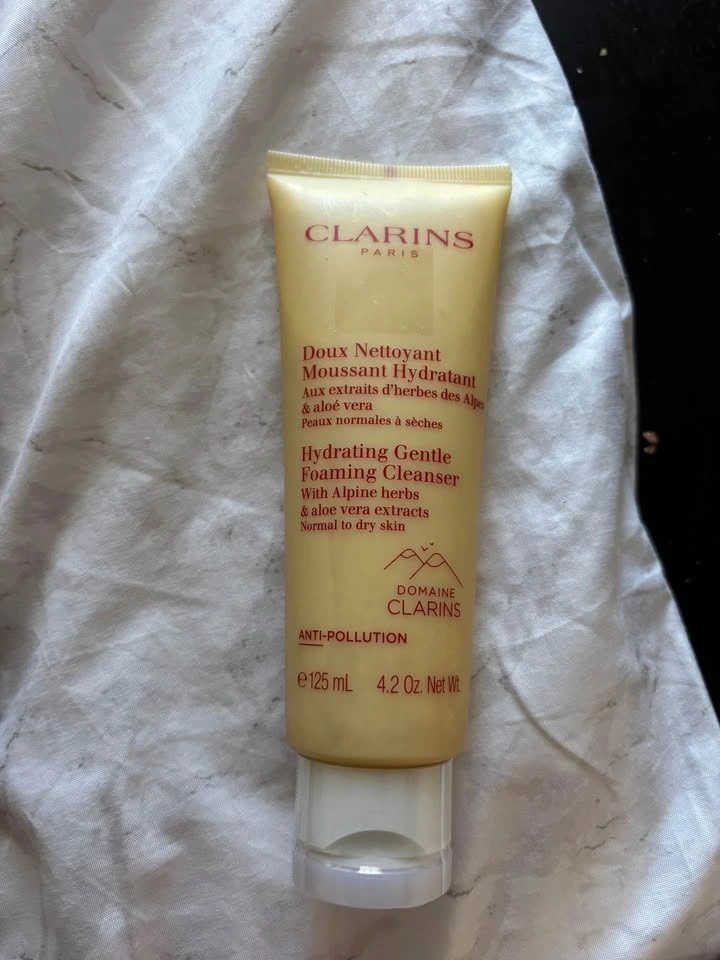 CLARINS
PARIS
Doux Nettoyant
Moussant Hydratant
Aux extraits d'herbes des Alpes
& aloé vera
Peaux normales à sèches
Hydrating Gentle
Foaming Cleanser
With Alpine herbs
& aloe vera extracts
Normal to dry skin
DOMAINE
CLARINS
ANTI-POLLUTION
℮125 mL 4.2 Oz. Net Wt.